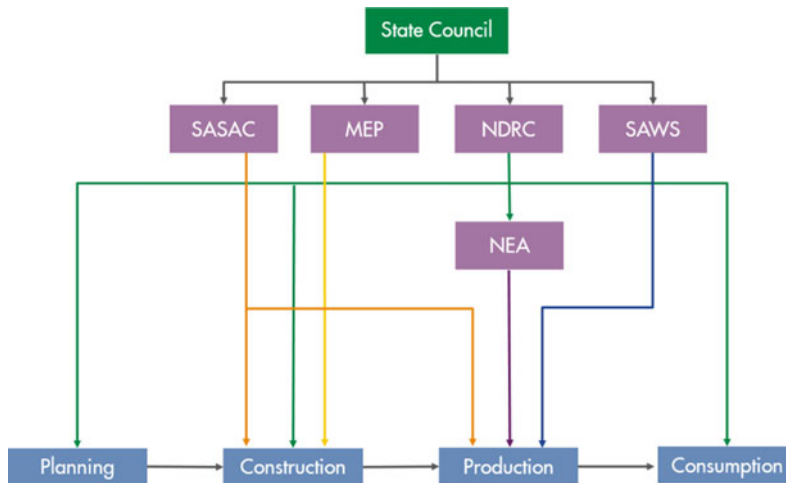 State Council
SASAC
MEP
NDRC
SAWS
NEA
Planning
Construction
Production
Consumption